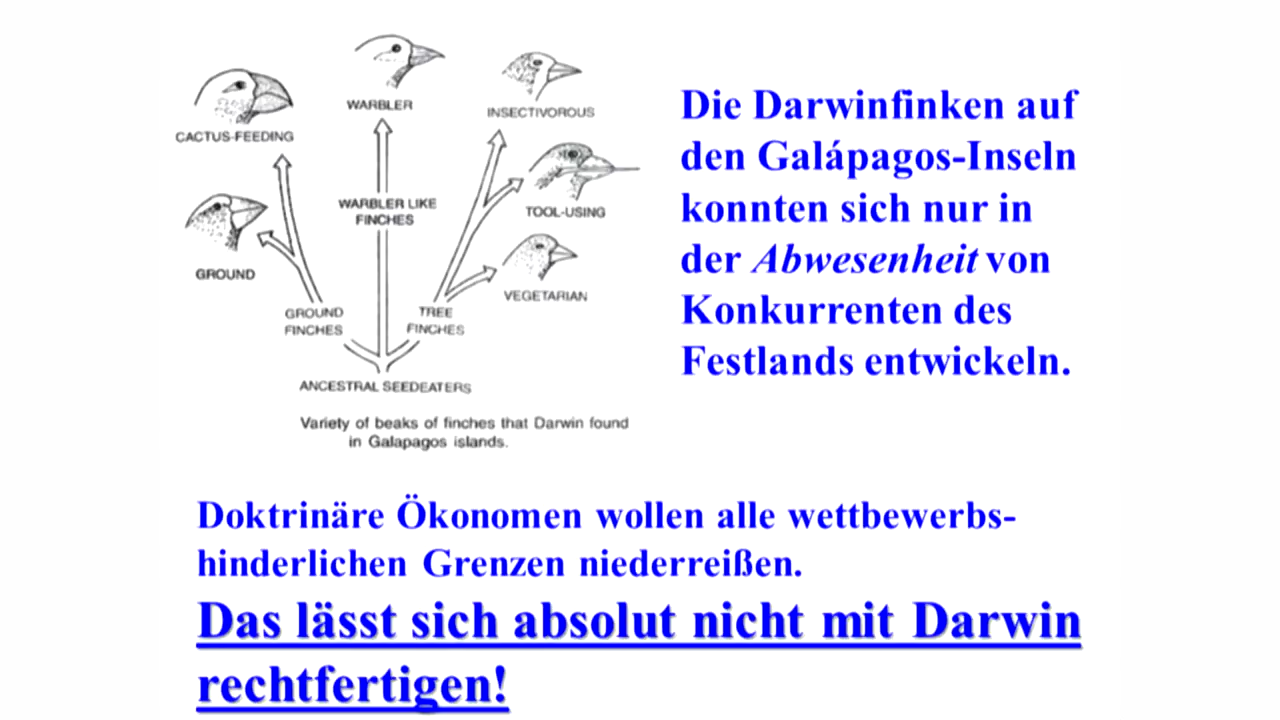 WARBLER
INSECTIVOROUS
CACTUS-FEEDING
WARBLER LIKE
FINCHES
TOOL-USING
GROUND
VEGETARIAN
GROUND
FINCHES
TREE
FINCHES
ANCESTRAL SEEDEATERS
Variety of beaks of finches that Darwin found
in Galapagos islands.
Die Darwinfinken auf
den Galápagos-Inseln
konnten sich nur in
der Abwesenheit von
Konkurrenten des
Festlands entwickeln.
Doktrinäre Ökonomen wollen alle wettbewerbs-
hinderlichen Grenzen niederreißen.
Das lässt sich absolut nicht mit Darwin
rechtfertigen!